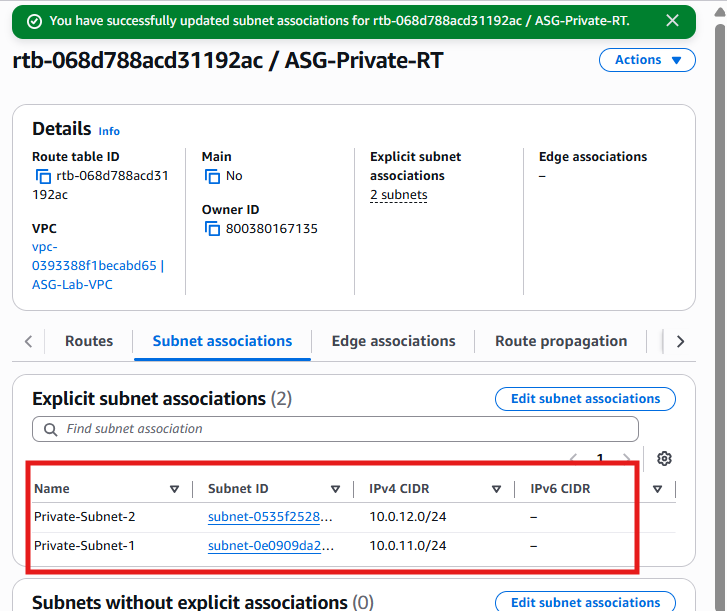 You have successfully updated subnet associations for rtb-068d788acd31192ac / ASG-Private-RT.
rtb-068d788acd31192ac / ASG-Private-RT
Actions
Details Info
Route table ID
rtb-068d788acd31
192ac
Main
No
Explicit subnet
associations
2 subnets
Edge associations
–
VPC
vpc-
0393388f1becabd65 |
ASG-Lab-VPC
Owner ID
800380167135
Routes
Subnet associations
Edge associations
Route propagation
Explicit subnet associations (2)
Edit subnet associations
Find subnet association
1
Name Subnet ID IPv4 CIDR IPv6 CIDR
Private-Subnet-2 subnet-0535f2528... 10.0.12.0/24 –
Private-Subnet-1 subnet-0e0909da2... 10.0.11.0/24 –
Subnets without explicit associations (0)
Edit subnet associations